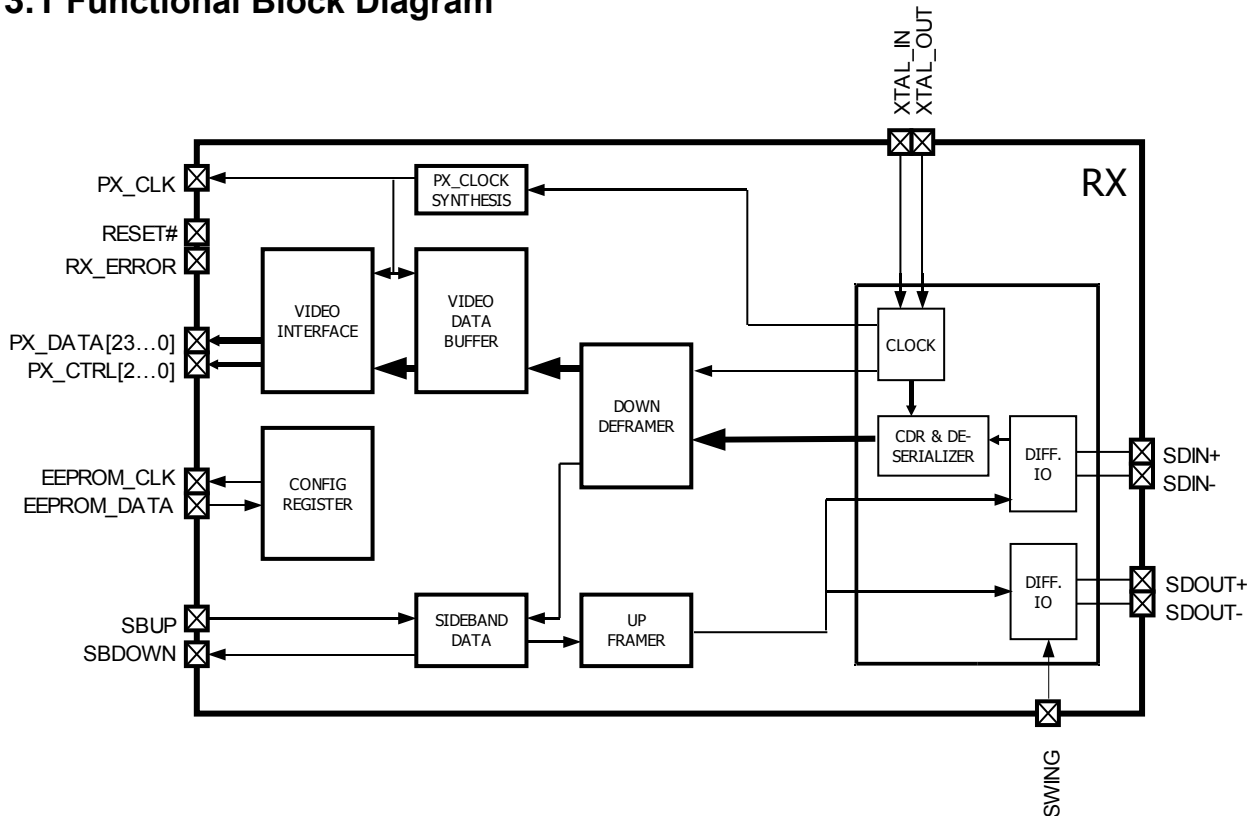 3.1 Functional Block Diagram
XTAL_IN
XTAL_OUT
RX
PX_CLK
PX_CLOCK
SYNTHESIS
RESET#
RX_ERROR
VIDEO
INTERFACE
VIDEO
DATA
BUFFER
CLOCK
PX_DATA[23...0]
PX_CTRL[2...0]
DOWN
DEFRAMER
CDR & DE-
SERIALIZER
DIFF.
IO
SDIN+
SDIN-
EEPROM_CLK
EEPROM_DATA
CONFIG
REGISTER
DIFF.
IO
SDOUT+
SDOUT-
SBUP
SBDOWN
SIDEBAND
DATA
UP
FRAMER
SWING